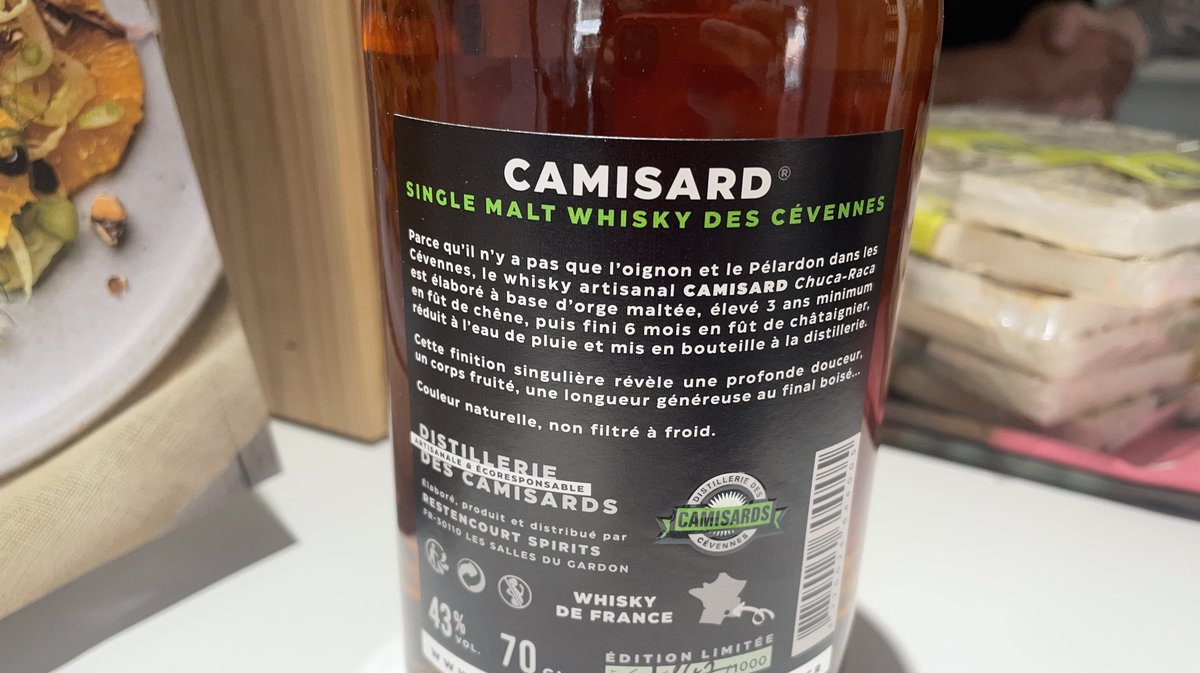 CAMISARD®
SINGLE MALT WHISKY DES CÉVENNES
Parce qu'il n'y a pas que l'oignon et le Pélardon dans les
Cévennes, le whisky artisanal CAMISARD Chuca-Raca
est élaboré à base d'orge maltée, élevé 3 ans minimum
en fût de chêne, puis fini 6 mois en fût de châtaignier,
réduit à l'eau de pluie et mis en bouteille à la distillerie.
Cette finition singulière révèle une profonde douceur,
un corps fruité, une longueur généreuse au final boisé...
Couleur naturelle, non filtré à froid.
DISTILLERIE
ARTISANALE & ÉCORESPONSABLE
DES CAMISARDS
Élaboré, produit et distribué par
RESTENCOURT SPIRITS
FR-30110 LES SALLES DU GARDON
DISTILLERIE DES
CAMISARDS
CÉVENNES
WHISKY
DE FRANCE
43% VOL.
70
ÉDITION LIMITÉE
/1000